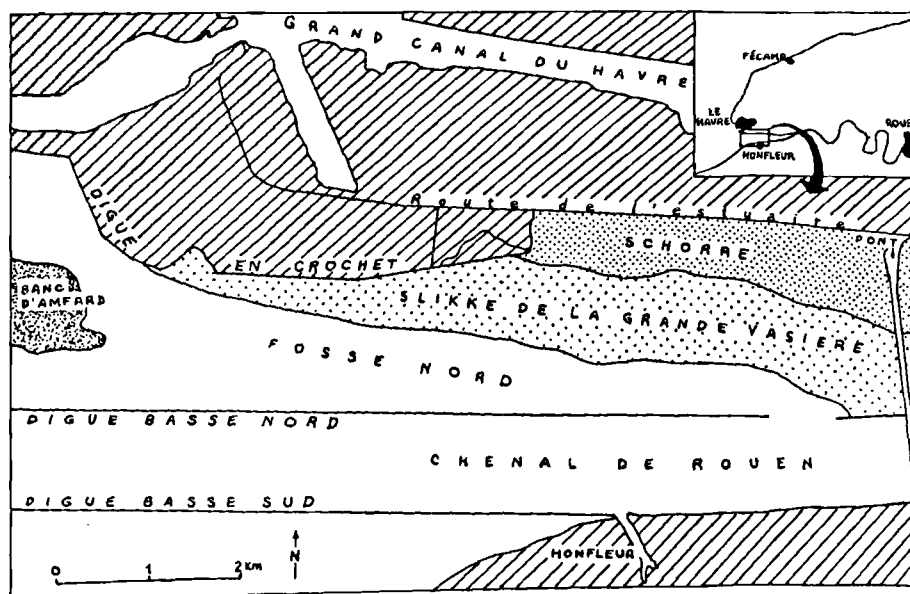 GRAND CANAL DU HAVRE
FÉCAMP
LE HAVRE
HONFLEUR
ROUE
Route de l'estuaire
PONT
SCHORRE
DIGUE
EN CROCHET
BANC D'AMFARD
SLIKKE DE LA GRANDE VASIERE
FOSSE NORD
DIGUE BASSE NORD
CHENAL DE ROUEN
DIGUE BASSE SUD
N
HONFLEUR
0 1 2 KM